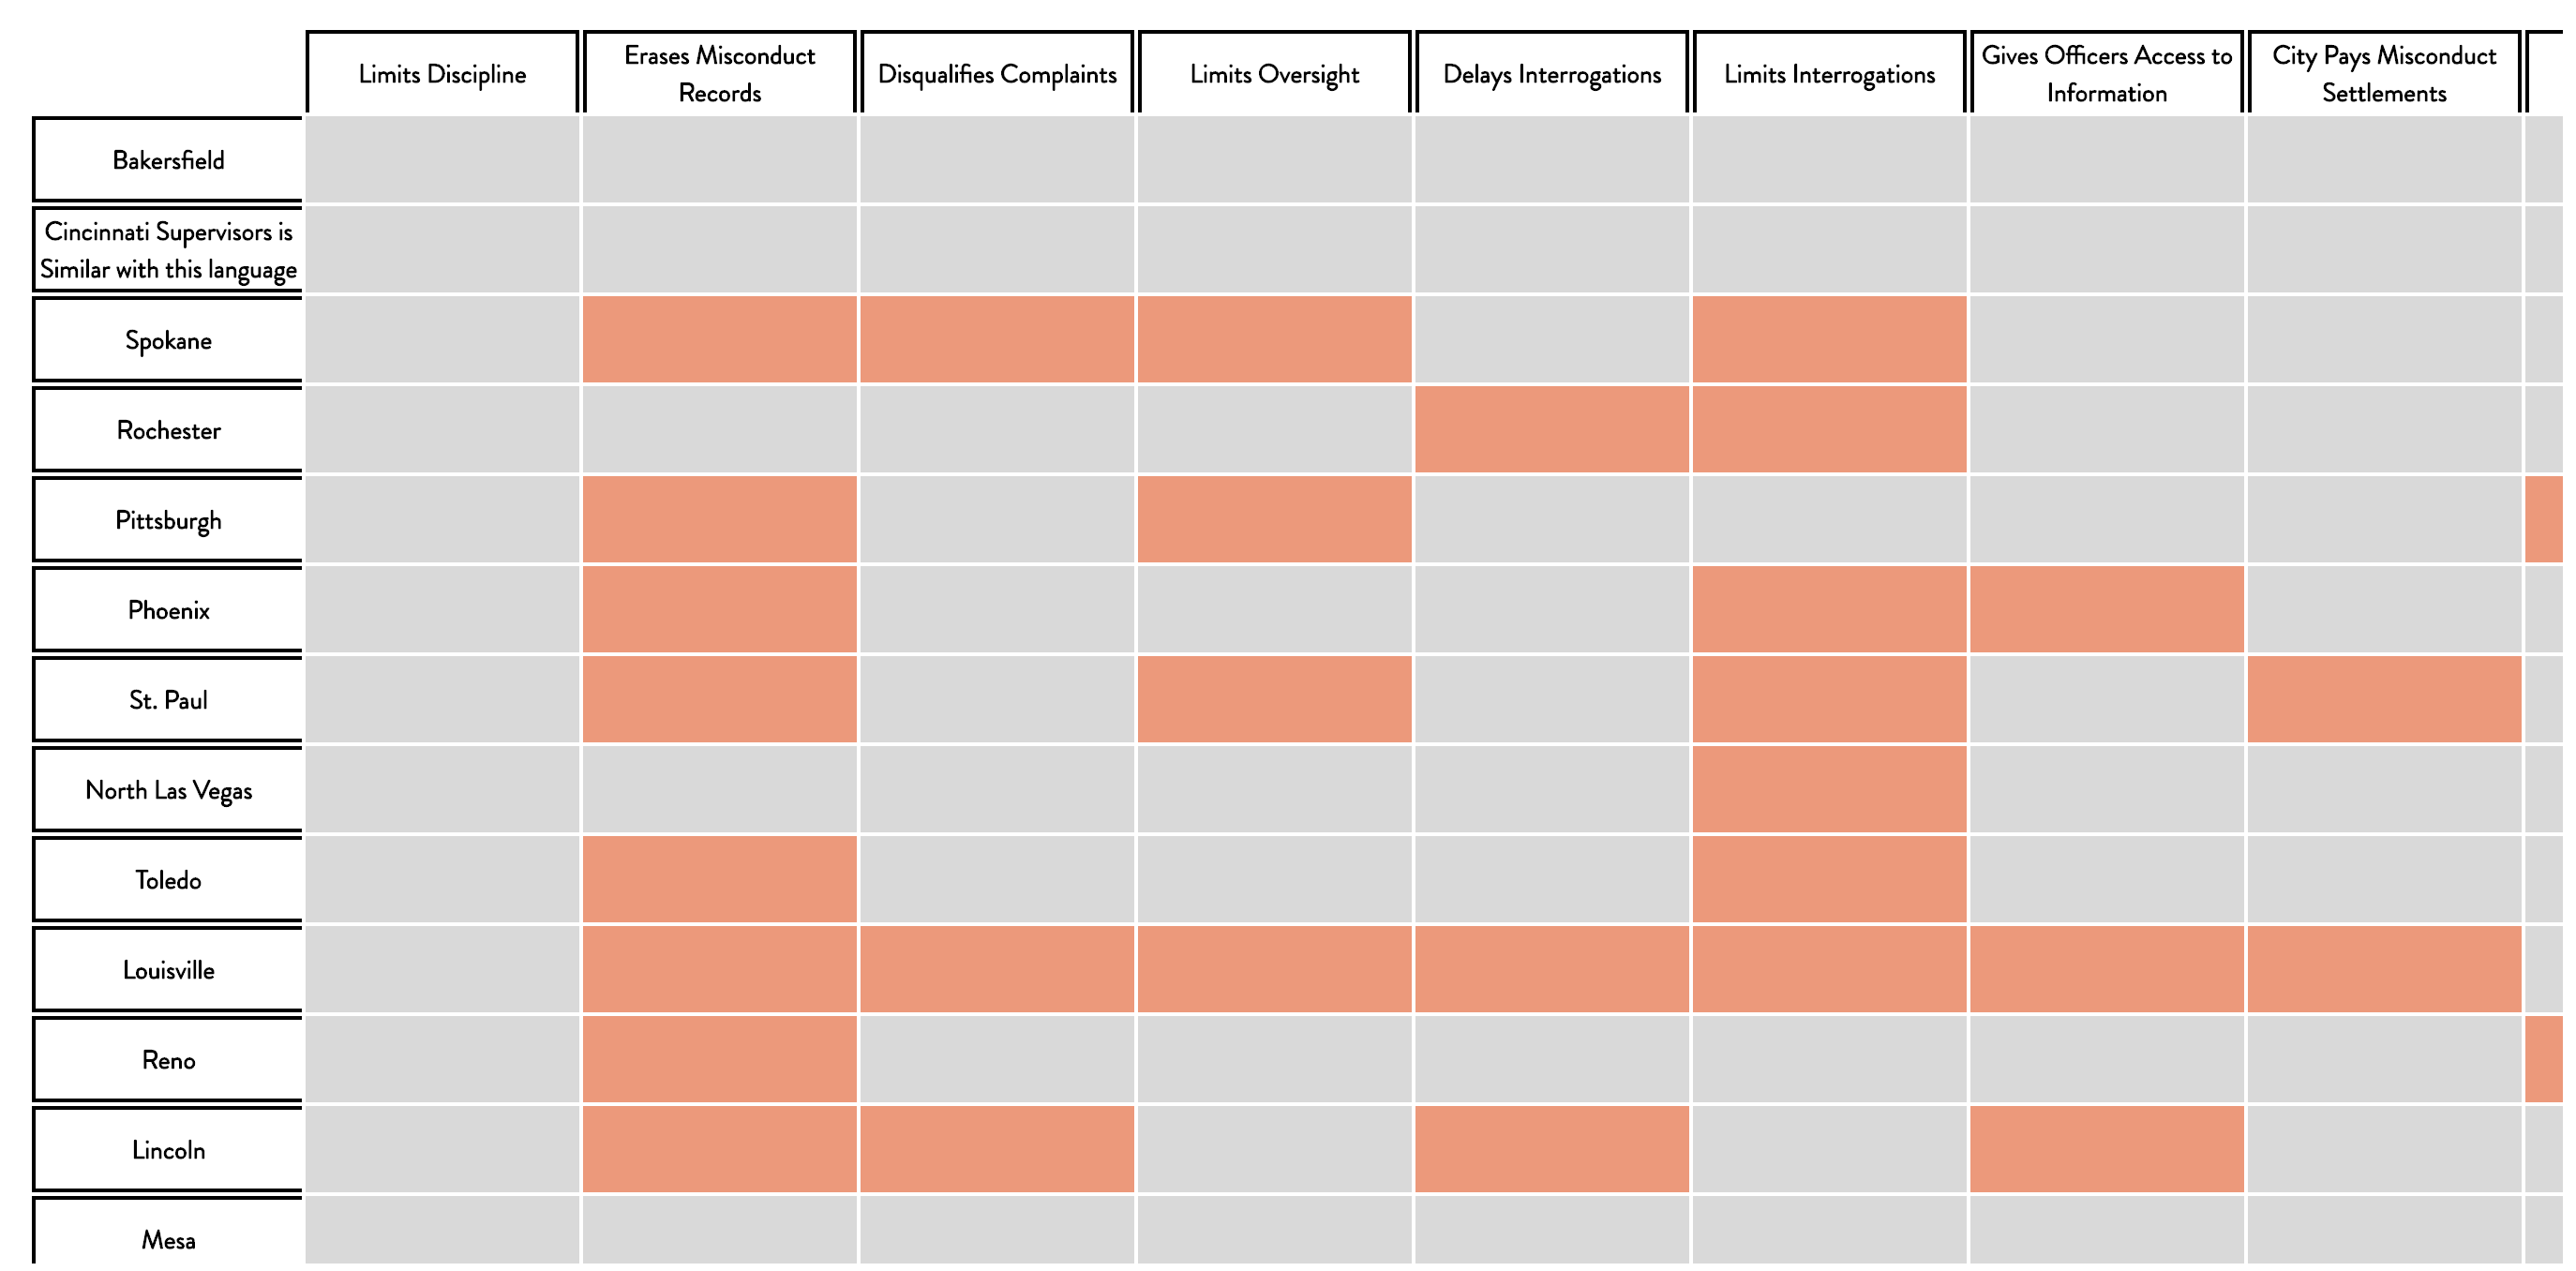 Limits Discipline
Erases Misconduct
Records
Disqualifies Complaints
Limits Oversight
Delays Interrogations
Limits Interrogations
Gives Officers Access to
Information
City Pays Misconduct
Settlements
Bakersfield
Cincinnati Supervisors is
Similar with this language
Spokane
Rochester
Pittsburgh
Phoenix
St. Paul
North Las Vegas
Toledo
Louisville
Reno
Lincoln
Mesa